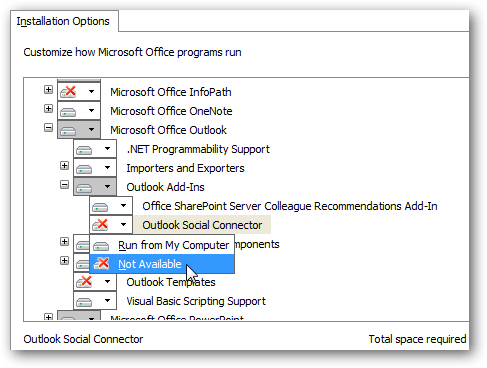 Installation Options
Customize how Microsoft Office programs run
Microsoft Office InfoPath
Microsoft Office OneNote
Microsoft Office Outlook
.NET Programmability Support
Importers and Exporters
Outlook Add-Ins
Office SharePoint Server Colleague Recommendations Add-In
Outlook Social Connector
Run from My Computer
Not Available
Outlook Templates
Visual Basic Scripting Support
Microsoft Office PowerPoint
Outlook Social Connector
Total space required